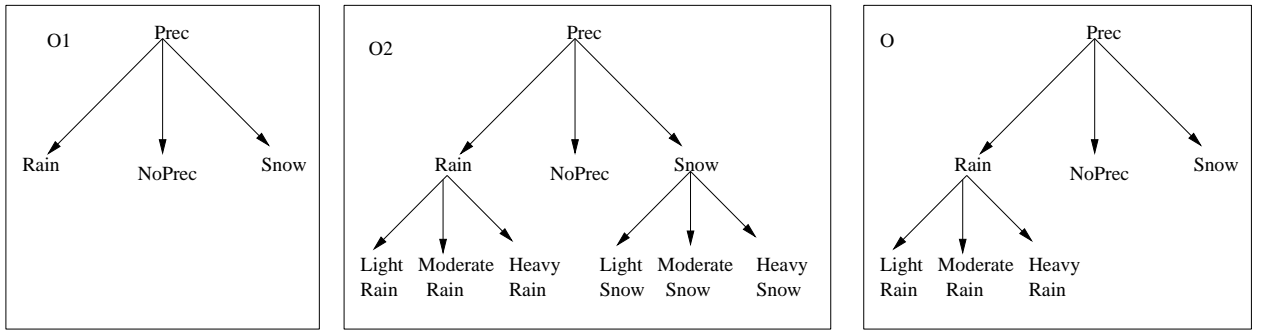 O1
Prec
Rain
NoPrec
Snow
O2
Prec
Rain
NoPrec
Snow
Light
Rain
Moderate
Rain
Heavy
Rain
Light
Snow
Moderate
Snow
Heavy
Snow
O
Prec
Rain
NoPrec
Snow
Light
Rain
Moderate
Rain
Heavy
Rain